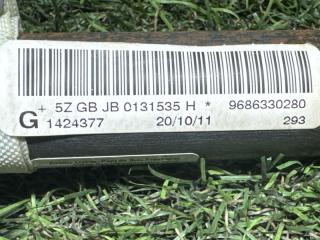 + 5Z GB JB 0131535 H * 9686330280
G 1424377 20/10/11 293